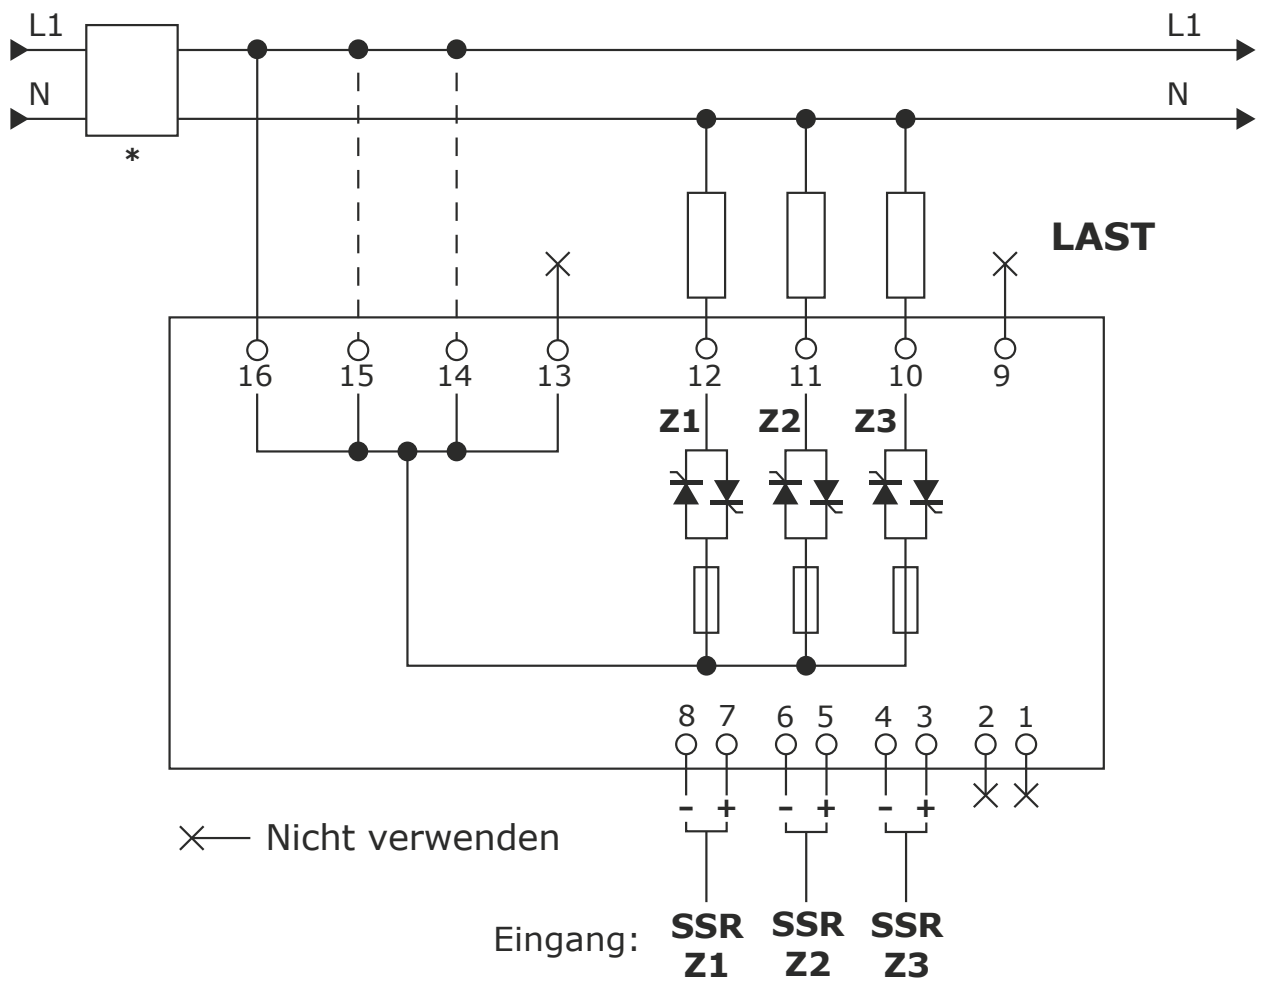 L1 L1
N N
*
LAST
16 15 14 13 12 11 10 9
Z1 Z2 Z3
8 7 6 5 4 3 2 1
- + - + - +
Nicht verwenden
Eingang: SSR SSR SSR
Z1 Z2 Z3